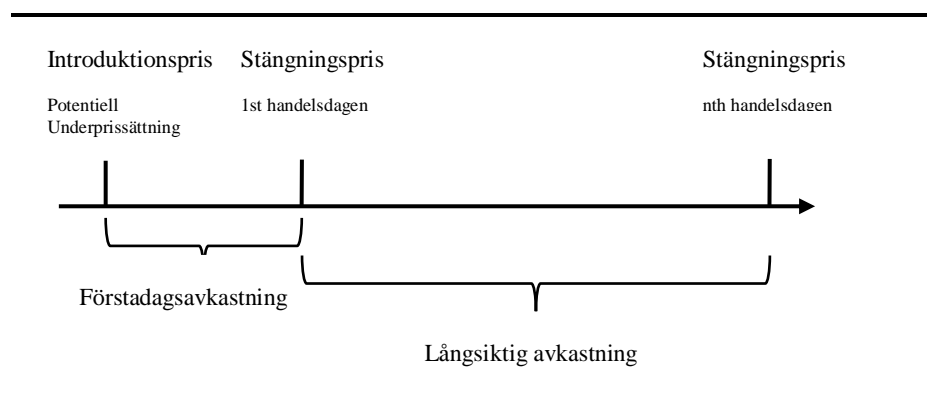 Introduktionspris Stängningspris Stängningspris
Potentiell 1st handelsdagen nth handelsdagen
Underprissättning
Förstadagsavkastning
Långsiktig avkastning